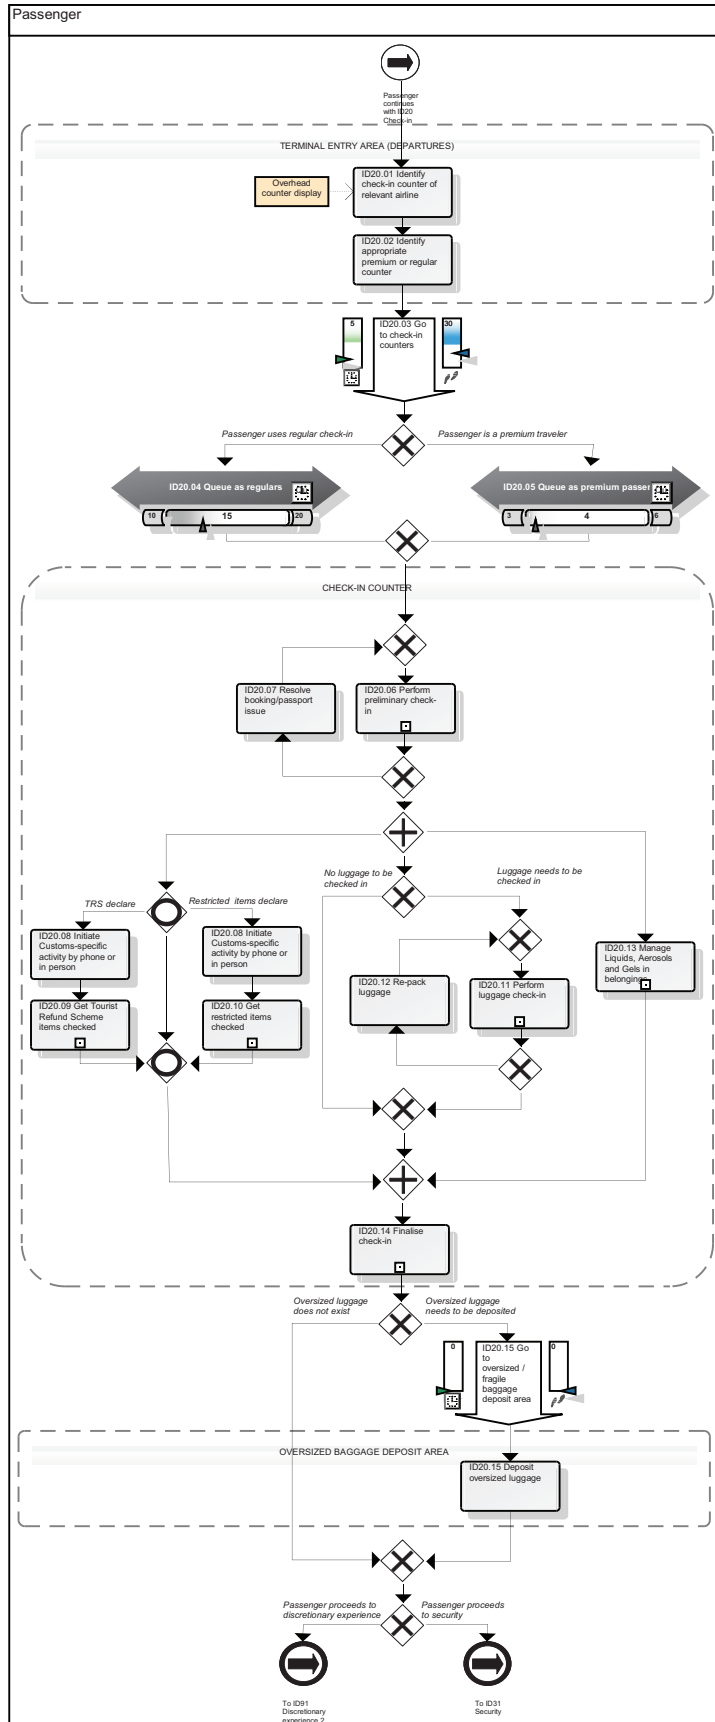 Passenger
Passenger
continues
with ID20
Check-in
TERMINAL ENTRY AREA (DEPARTURES)
Overhead
counter display
ID20.01 Identify
check-in counter of
relevant airline
ID20.02 Identify
appropriate
premium or regular
counter
5
ID20.03 Go
to check-in
counters
30
Passenger uses regular check-in
Passenger is a premium traveler
ID20.04 Queue as regulars
ID20.05 Queue as premium passer
10
15
20
3
4
6
CHECK-IN COUNTER
ID20.07 Resolve
booking/passport
issue
ID20.06 Perform
preliminary check-
in
No luggage to be
checked in
Luggage needs to be
checked in
TRS declare
Restricted items declare
ID20.08 Initiate
Customs-specific
activity by phone or
in person
ID20.08 Initiate
Customs-specific
activity by phone or
in person
ID20.13 Manage
Liquids, Aerosols
and Gels in
belongings
ID20.12 Re-pack
luggage
ID20.11 Perform
luggage check-in
ID20.09 Get Tourist
Refund Scheme
items checked
ID20.10 Get
restricted items
checked
ID20.14 Finalise
check-in
Oversized luggage
does not exist
Oversized luggage
needs to be deposited
0
ID20.15 Go
to
oversized /
fragile
baggage
deposit area
0
OVERSIZED BAGGAGE DEPOSIT AREA
ID20.15 Deposit
oversized luggage
Passenger proceeds to
discretionary experience
Passenger proceeds
to security
To ID91
Discretionary
experience 2
To ID31
Security